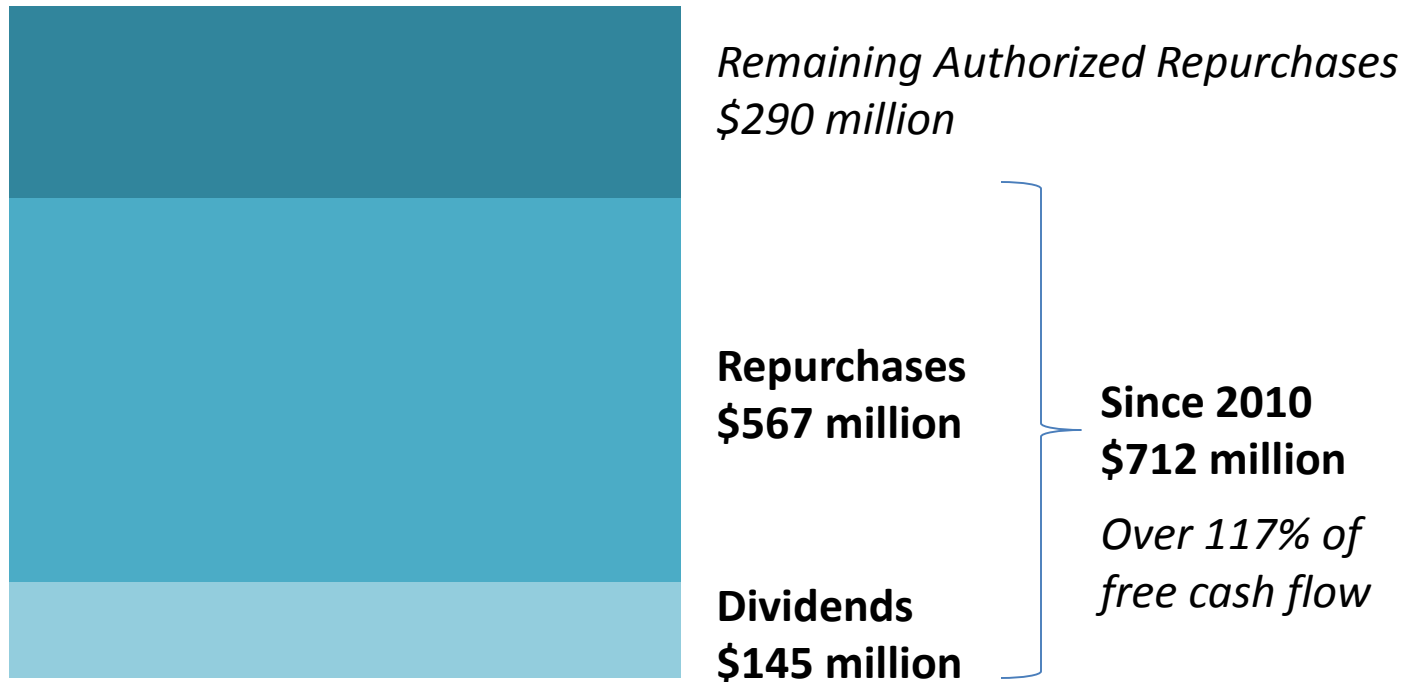 Remaining Authorized Repurchases
$290 million
Repurchases
$567 million
Since 2010
$712 million
Over 117% of
free cash flow
Dividends
$145 million